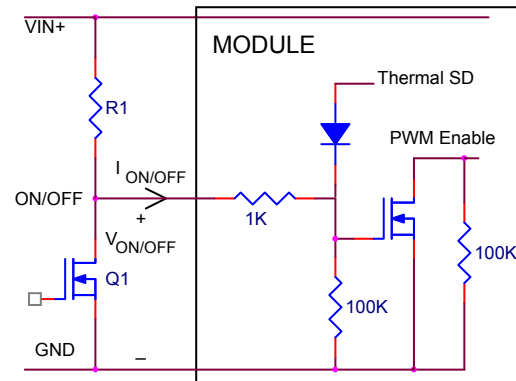 VIN+
MODULE
Thermal SD
R1
PWM Enable
I ON/OFF
ON/OFF
+
1K
V ON/OFF
Q1
100K
100K
GND
–